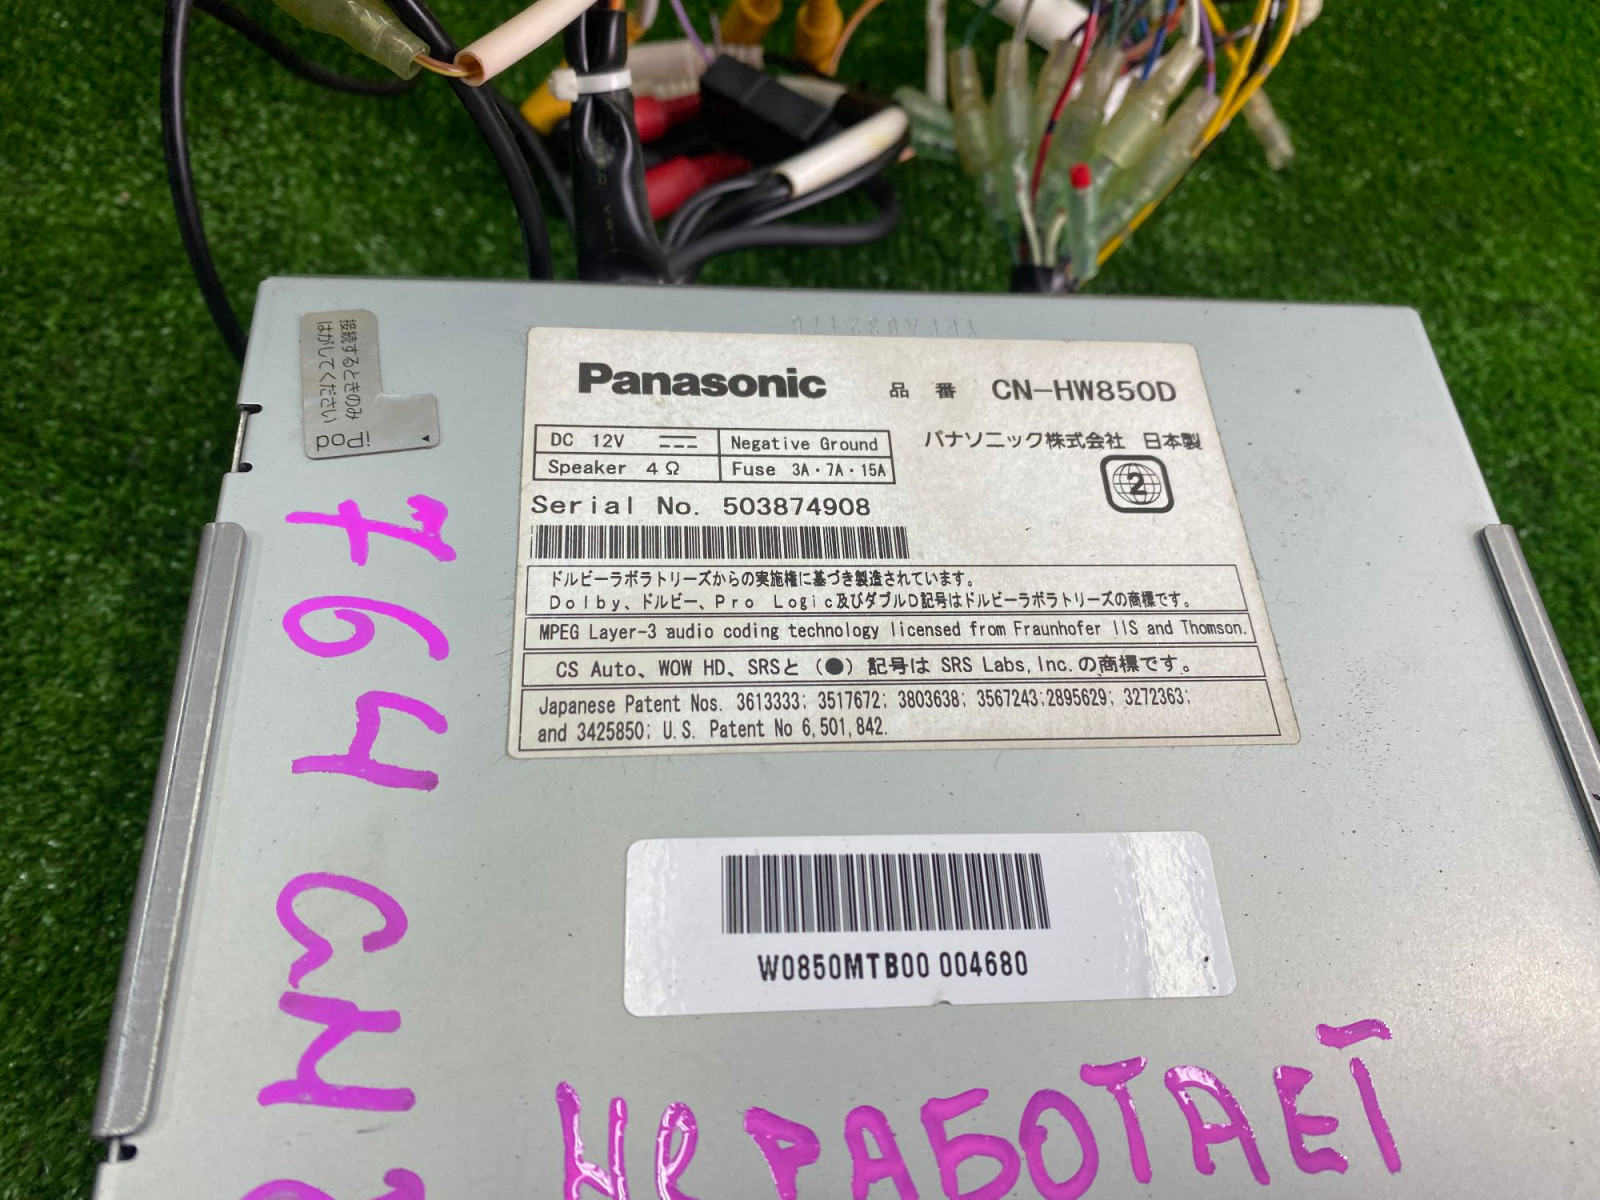 接続するときのみ
はがしてください
iPod
Panasonic 品番 CN-HW850D
DC 12V Negative Ground
Speaker 4Ω Fuse 3A・7A・15A
パナソニック株式会社 日本製
2
Serial No. 503874908
ドルビーラボラトリーズからの実施権に基づき製造されています。
Dolby、ドルビー、Pro Logic及びダブルD記号はドルビーラボラトリーズの商標です。
MPEG Layer-3 audio coding technology licensed from Fraunhofer IIS and Thomson.
CS Auto、WOW HD、SRSと (●) 記号は SRS Labs, Inc.の商標です。
Japanese Patent Nos. 3613333; 3517672; 3803638; 3567243;2895629; 3272363;
and 3425850; U.S. Patent No 6,501,842.
W0850MTB00 004680
не РАБОТАЕТ
764